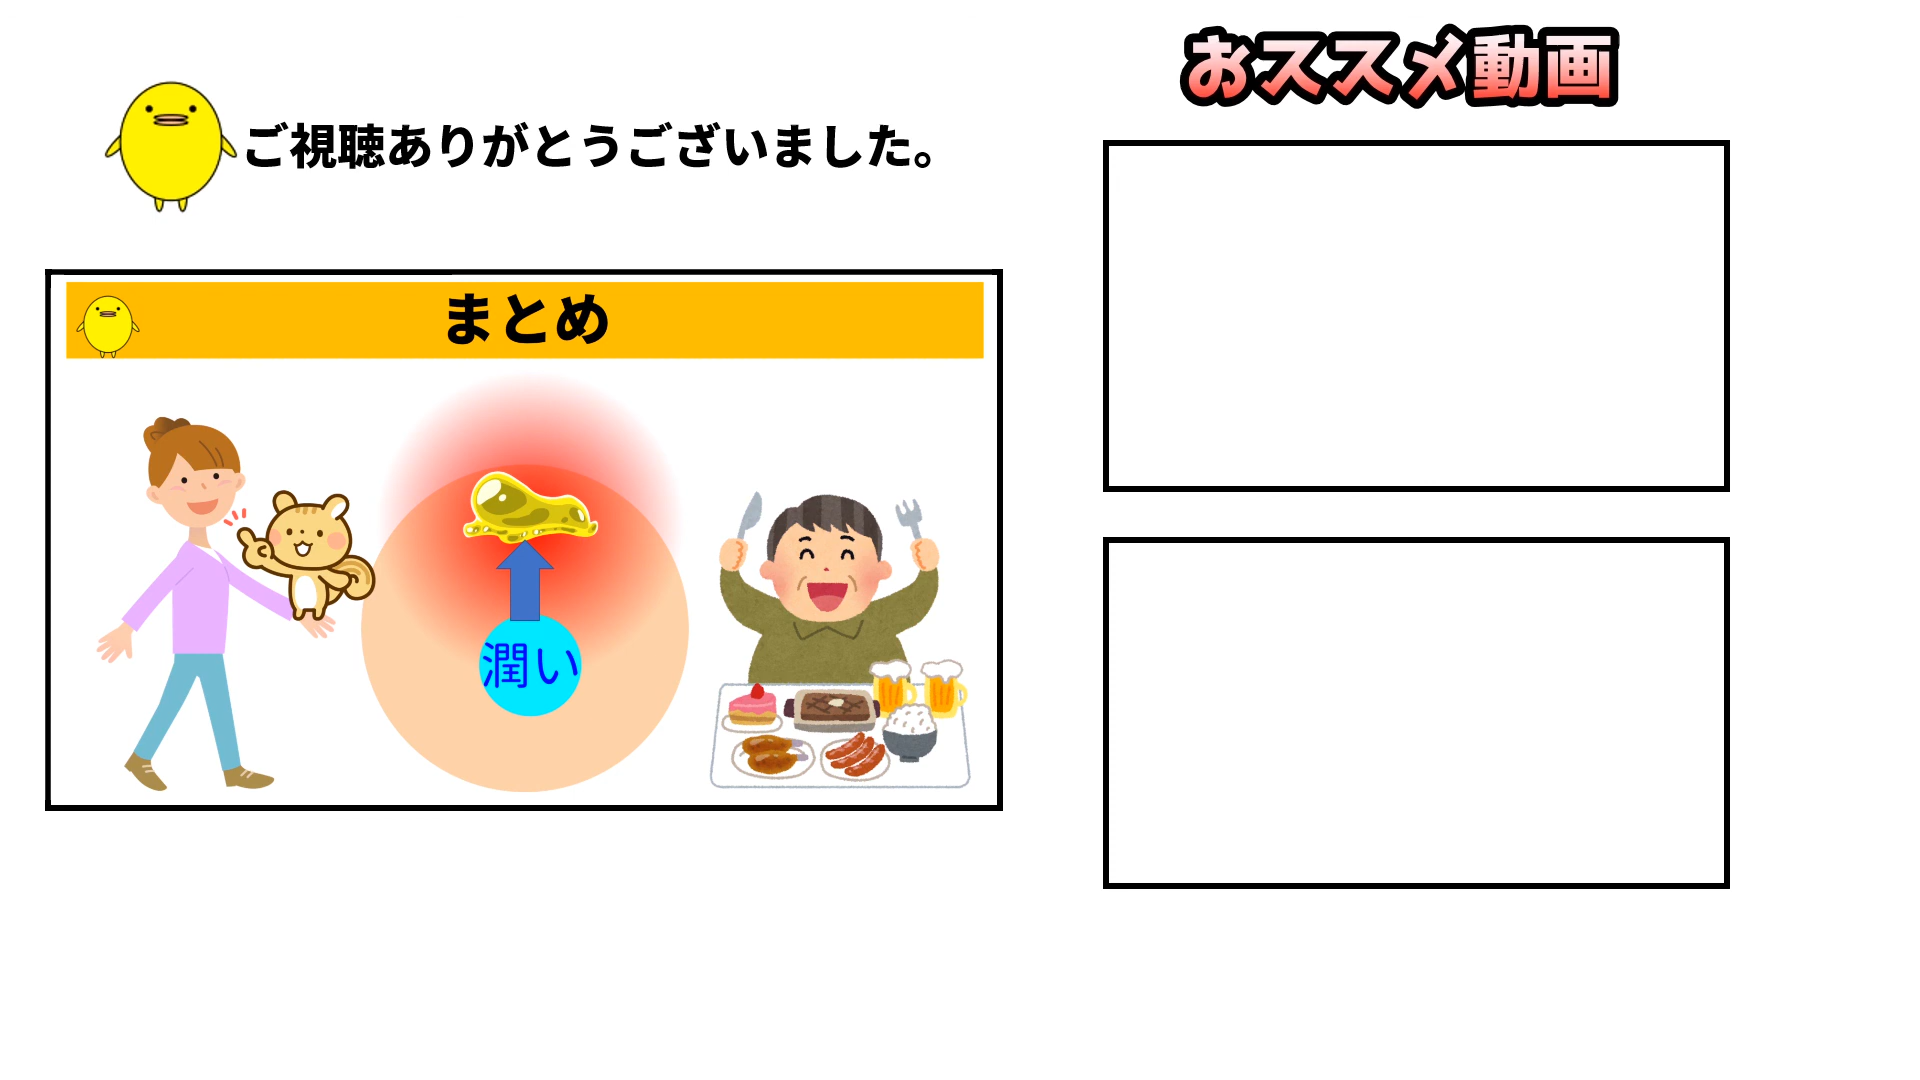 ご視聴ありがとうございました。
まとめ
潤い
おススメ動画